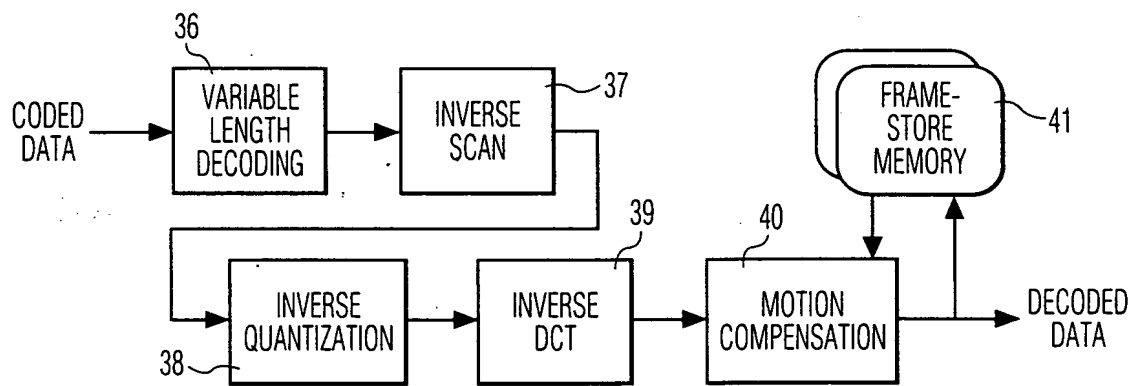 36
VARIABLE
LENGTH
DECODING
CODED
DATA
37
INVERSE
SCAN
FRAME-
STORE
MEMORY
41
38
INVERSE
QUANTIZATION
39
INVERSE
DCT
40
MOTION
COMPENSATION
DECODED
DATA